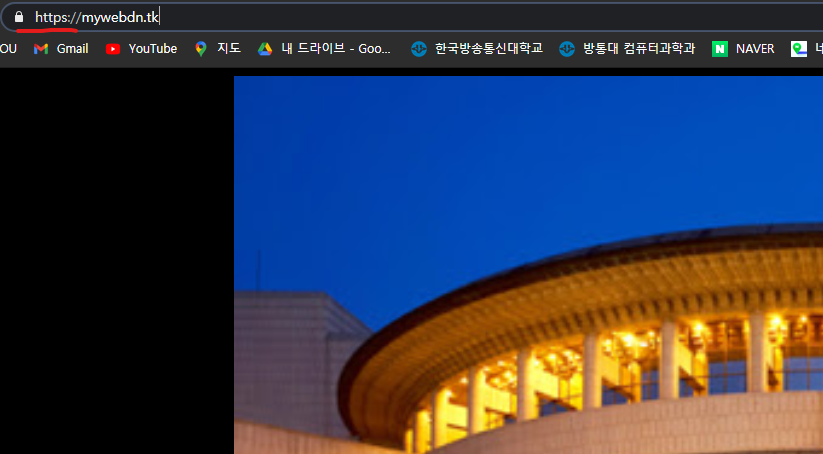 https://mywebdn.tk
OU Gmail YouTube 지도 내 드라이브 - Goo... 한국방송통신대학교 방통대 컴퓨터과학과 N NAVER 네